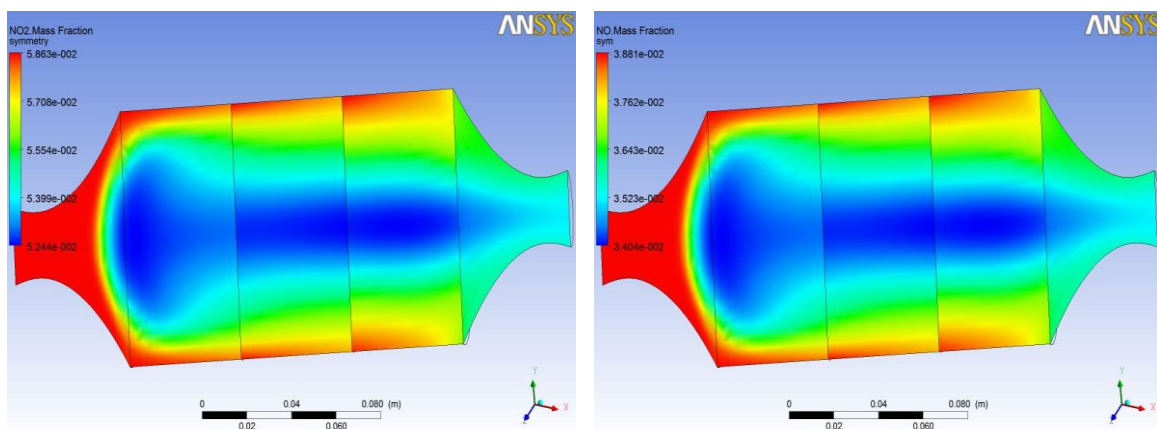 NO2.Mass Fraction
symmetry
5.863e-002
5.708e-002
5.554e-002
5.399e-002
5.244e-002
ANSYS
0 0.04 0.080 (m)
0.02 0.060
Y
X
Z
NO.Mass Fraction
sym
3.881e-002
3.762e-002
3.643e-002
3.523e-002
3.404e-002
ANSYS
0 0.04 0.080 (m)
0.02 0.060
Y
X
Z